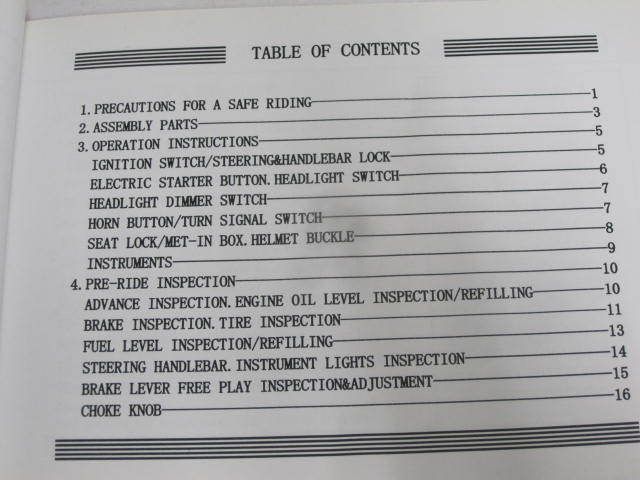 TABLE OF CONTENTS
1. PRECAUTIONS FOR A SAFE RIDING 1
2. ASSEMBLY PARTS 3
3. OPERATION INSTRUCTIONS 5
IGNITION SWITCH/STEERING&HANDLEBAR LOCK 5
ELECTRIC STARTER BUTTON. HEADLIGHT SWITCH 6
HEADLIGHT DIMMER SWITCH 7
HORN BUTTON/TURN SIGNAL SWITCH 7
SEAT LOCK/MET-IN BOX. HELMET BUCKLE 8
INSTRUMENTS 9
4. PRE-RIDE INSPECTION 10
ADVANCE INSPECTION. ENGINE OIL LEVEL INSPECTION/REFILLING 10
BRAKE INSPECTION. TIRE INSPECTION 11
FUEL LEVEL INSPECTION/REFILLING 13
STEERING HANDLEBAR. INSTRUMENT LIGHTS INSPECTION 14
BRAKE LEVER FREE PLAY INSPECTION&ADJUSTMENT 15
CHOKE KNOB 16